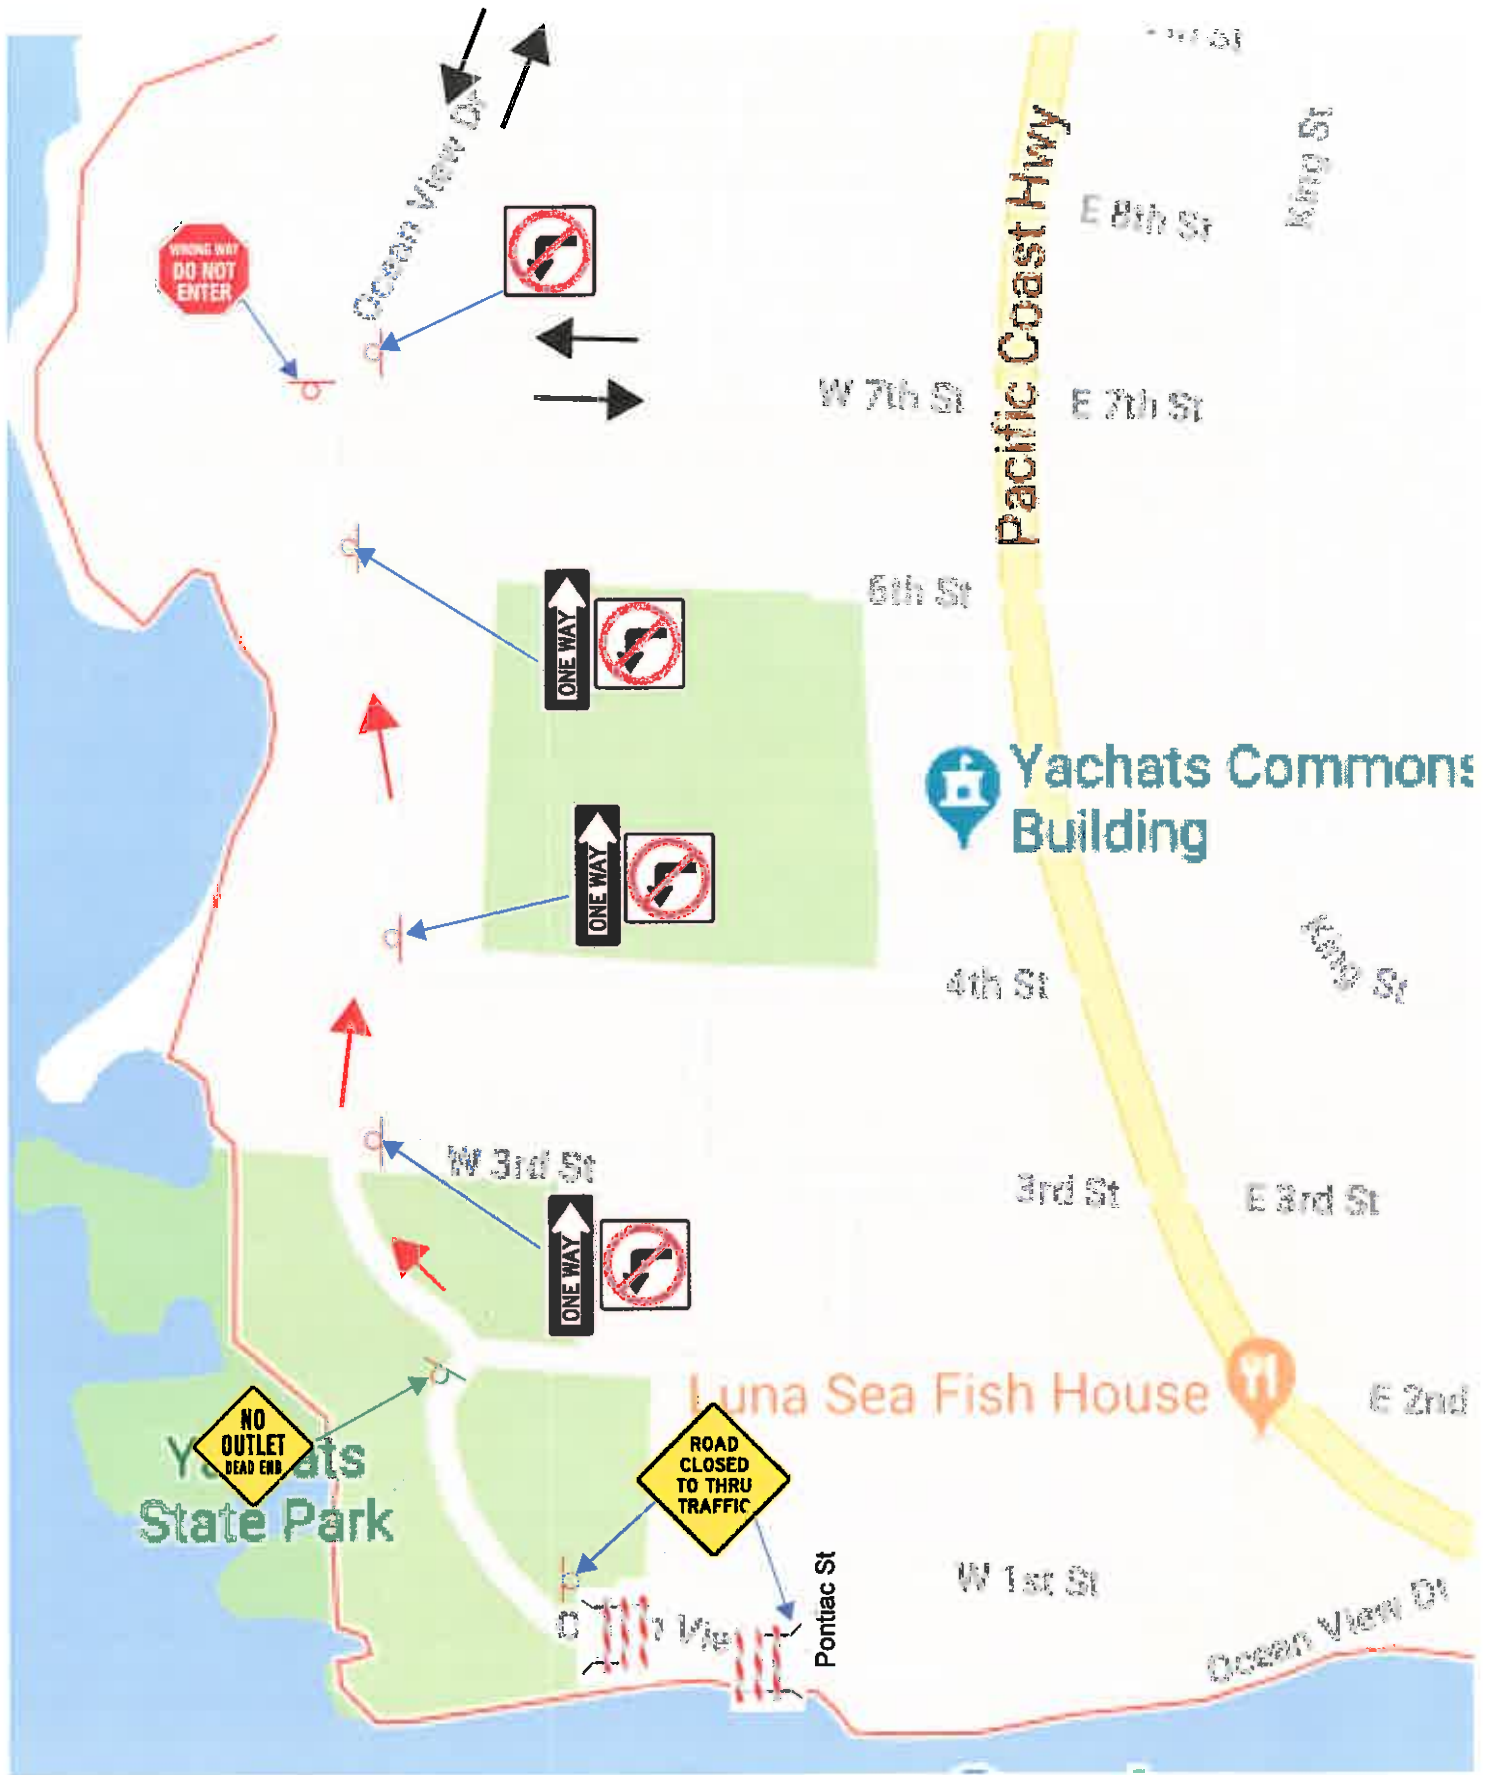 Ocean View Dr
Pacific Coast Hwy
King St
E 8th St
WRONG WAY
DO NOT
ENTER
W 7th St
E 7th St
6th St
ONE WAY
Yachats Commons
Building
ONE WAY
4th St
King St
W 3rd St
3rd St
E 3rd St
ONE WAY
Luna Sea Fish House
E 2nd
NO
OUTLET
DEAD END
ROAD
CLOSED
TO THRU
TRAFFIC
State Park
W 1st St
Pontiac St
Ocean View Dr